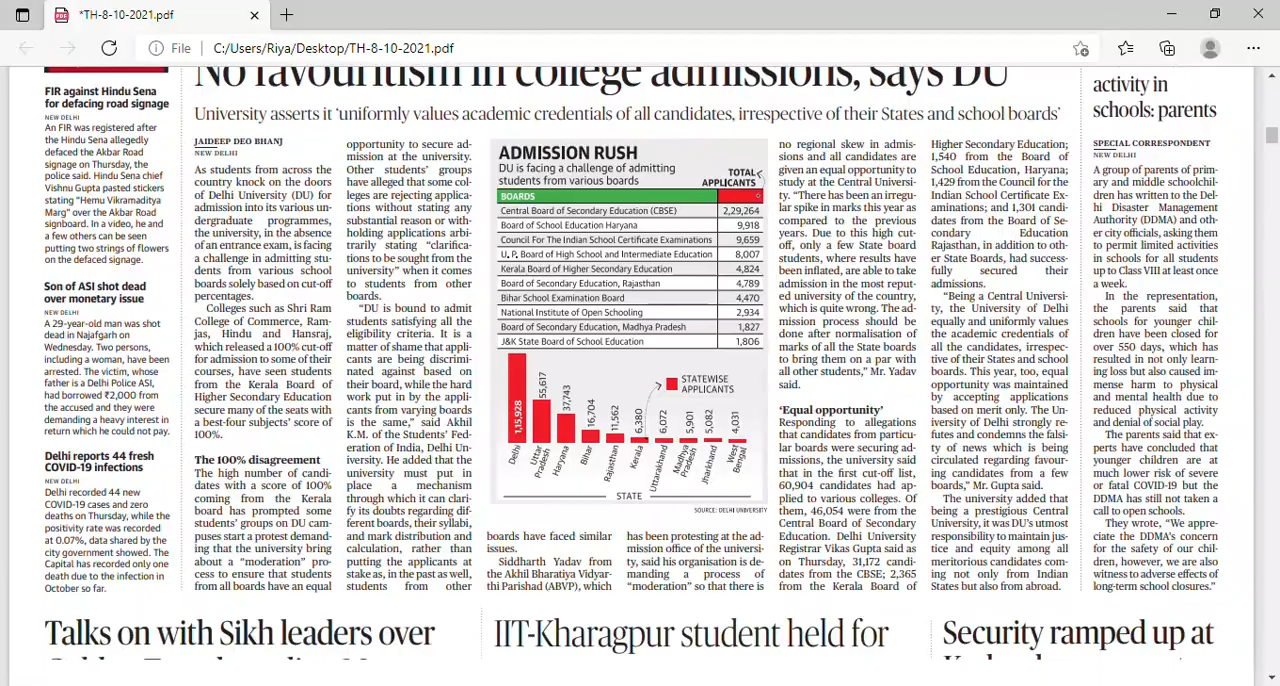 *TH-8-10-2021.pdf
File
C:/Users/Riya/Desktop/TH-8-10-2021.pdf
FIR against Hindu Sena
for defacing road signage
NEW DELHI
An FIR was registered after
the Hindu Sena allegedly
defaced the Akbar Road
signage on Thursday, the
police said. Hindu Sena chief
Vishnu Gupta pasted stickers
stating “Hemu Vikramaditya
Marg” over the Akbar Road
signboard. In a video, he and
a few others can be seen
putting two strings of flowers
on the defaced signage.
Son of ASI shot dead
over monetary issue
NEW DELHI
A 29-year-old man was shot
dead in Najafgarh on
Wednesday. Two persons,
including a woman, have been
arrested. The victim, whose
father is a Delhi Police ASI,
had borrowed ₹2,000 from
the accused and they were
demanding a heavy interest in
return which he could not pay.
Delhi reports 44 fresh
COVID-19 infections
NEW DELHI
Delhi recorded 44 new
COVID-19 cases and zero
deaths on Thursday, while the
positivity rate was recorded
at 0.07%, data shared by the
city government showed. The
Capital has recorded only one
death due to the infection in
October so far.
No favouritism in college admissions, says DU
University asserts it ‘uniformly values academic credentials of all candidates, irrespective of their States and school boards’
JAIDEEP DEO BHANJ
NEW DELHI
As students from across the
country knock on the doors
of Delhi University (DU) for
admission into its various un-
dergraduate programmes,
the university, in the absence
of an entrance exam, is facing
a challenge in admitting stu-
dents from various school
boards solely based on cut-off
percentages.
Colleges such as Shri Ram
College of Commerce, Ram-
jas, Hindu and Hansraj,
which released a 100% cut-off
for admission to some of their
courses, have seen students
from the Kerala Board of
Higher Secondary Education
secure many of the seats with
a best-four subjects’ score of
100%.
The 100% disagreement
The high number of candi-
dates with a score of 100%
coming from the Kerala
board has prompted some
students’ groups on DU cam-
puses start a protest demand-
ing that the university bring
about a “moderation” pro-
cess to ensure that students
from all boards have an equal
opportunity to secure ad-
mission at the university.
Other students’ groups
have alleged that some col-
leges are rejecting applica-
tions without stating any
substantial reason or with-
holding applications arbi-
trarily stating “clarifica-
tions to be sought from the
university” when it comes
to students from other
boards.
“DU is bound to admit
students satisfying all the
eligibility criteria. It is a
matter of shame that appli-
cants are being discrimi-
nated against based on
their board, while the hard
work put in by the appli-
cants from varying boards
is the same,” said Akhil
K.M. of the Students’ Fed-
eration of India, Delhi Un-
iversity. He added that the
university must put in
place a mechanism
through which it can clari-
fy its doubts regarding dif-
ferent boards, their syllabi,
and mark distribution and
calculation, rather than
putting the applicants at
stake as, in the past as well,
students from other
ADMISSION RUSH
DU is facing a challenge of admitting
students from various boards
TOTAL
APPLICANTS
BOARDS
Central Board of Secondary Education (CBSE) 2,29,264
Board of School Education Haryana 9,918
Council For The Indian School Certificate Examinations 9,659
U. P. Board of High School and Intermediate Education 8,007
Kerala Board of Higher Secondary Education 4,824
Board of Secondary Education, Rajasthan 4,789
Bihar School Examination Board 4,470
National Institute of Open Schooling 2,934
Board of Secondary Education, Madhya Pradesh 1,827
J&K State Board of School Education 1,806
STATEWISE
APPLICANTS
1,15,928 55,617 37,743 16,704 11,562 6,380 6,072 5,901 5,082 4,031
Delhi Uttar Pradesh Haryana Bihar Rajasthan Kerala Uttarakhand Madhya Pradesh Jharkhand West Bengal
STATE
SOURCE: DELHI UNIVERSITY
boards have faced similar
issues.
Siddharth Yadav from
the Akhil Bharatiya Vidyar-
thi Parishad (ABVP), which
has been protesting at the ad-
mission office of the universi-
ty, said his organisation is de-
manding a process of
“moderation” so that there is
no regional skew in admis-
sions and all candidates are
given an equal opportunity to
study at the Central Universi-
ty. “There has been an irregu-
lar spike in marks this year as
compared to the previous
years. Due to this high cut-
off, only a few State board
students, where results have
been inflated, are able to take
admission in the most reput-
ed university of the country,
which is quite wrong. The ad-
mission process should be
done after normalisation of
marks of all the State boards
to bring them on a par with
all other students,” Mr. Yadav
said.
‘Equal opportunity’
Responding to allegations
that candidates from particu-
lar boards were securing ad-
missions, the university said
that in the first cut-off list,
60,904 candidates had ap-
plied to various colleges. Of
them, 46,054 were from the
Central Board of Secondary
Education. Delhi University
Registrar Vikas Gupta said as
on Thursday, 31,172 candi-
dates from the CBSE; 2,365
from the Kerala Board of
Higher Secondary Education;
1,540 from the Board of
School Education, Haryana;
1,429 from the Council for the
Indian School Certificate Ex-
aminations; and 1,301 candi-
dates from the Board of Se-
condary Education
Rajasthan, in addition to oth-
er State Boards, had success-
fully secured their
admissions.
“Being a Central Universi-
ty, the University of Delhi
equally and uniformly values
the academic credentials of
all the candidates, irrespec-
tive of their States and school
boards. This year, too, equal
opportunity was maintained
by accepting applications
based on merit only. The Un-
iversity of Delhi strongly re-
futes and condemns the falsi-
ty of news which is being
circulated regarding favour-
ing candidates from a few
boards,” Mr. Gupta said.
The university added that
being a prestigious Central
University, it was DU’s utmost
responsibility to maintain jus-
tice and equity among all
meritorious candidates com-
ing not only from Indian
States but also from abroad.
activity in
schools: parents
SPECIAL CORRESPONDENT
NEW DELHI
A group of parents of prim-
ary and middle schoolchil-
dren has written to the Del-
hi Disaster Management
Authority (DDMA) and oth-
er city officials, asking them
to permit limited activities
in schools for all students
up to Class VIII at least once
a week.
In the representation,
the parents said that
schools for younger chil-
dren have been closed for
over 550 days, which has
resulted in not only learn-
ing loss but also caused im-
mense harm to physical
and mental health due to
reduced physical activity
and denial of social play.
The parents said that ex-
perts have concluded that
younger children are at
much lower risk of severe
or fatal COVID-19 but the
DDMA has still not taken a
call to open schools.
They wrote, “We appre-
ciate the DDMA’s concern
for the safety of our chil-
dren, however, we are also
witness to adverse effects of
long-term school closures.”
Talks on with Sikh leaders over
IIT-Kharagpur student held for
Security ramped up at